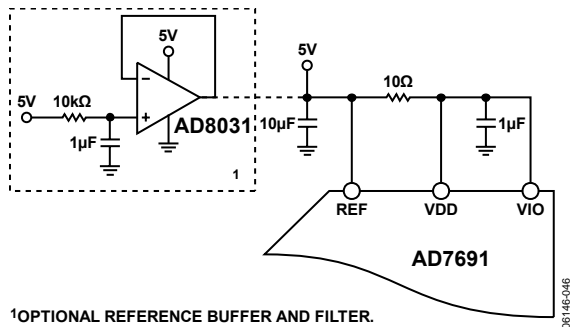 5V
5V
5V
10kΩ
10Ω
AD8031
10µF
1µF
1µF
1
REF
VDD
VIO
AD7691
1OPTIONAL REFERENCE BUFFER AND FILTER.
06146-046